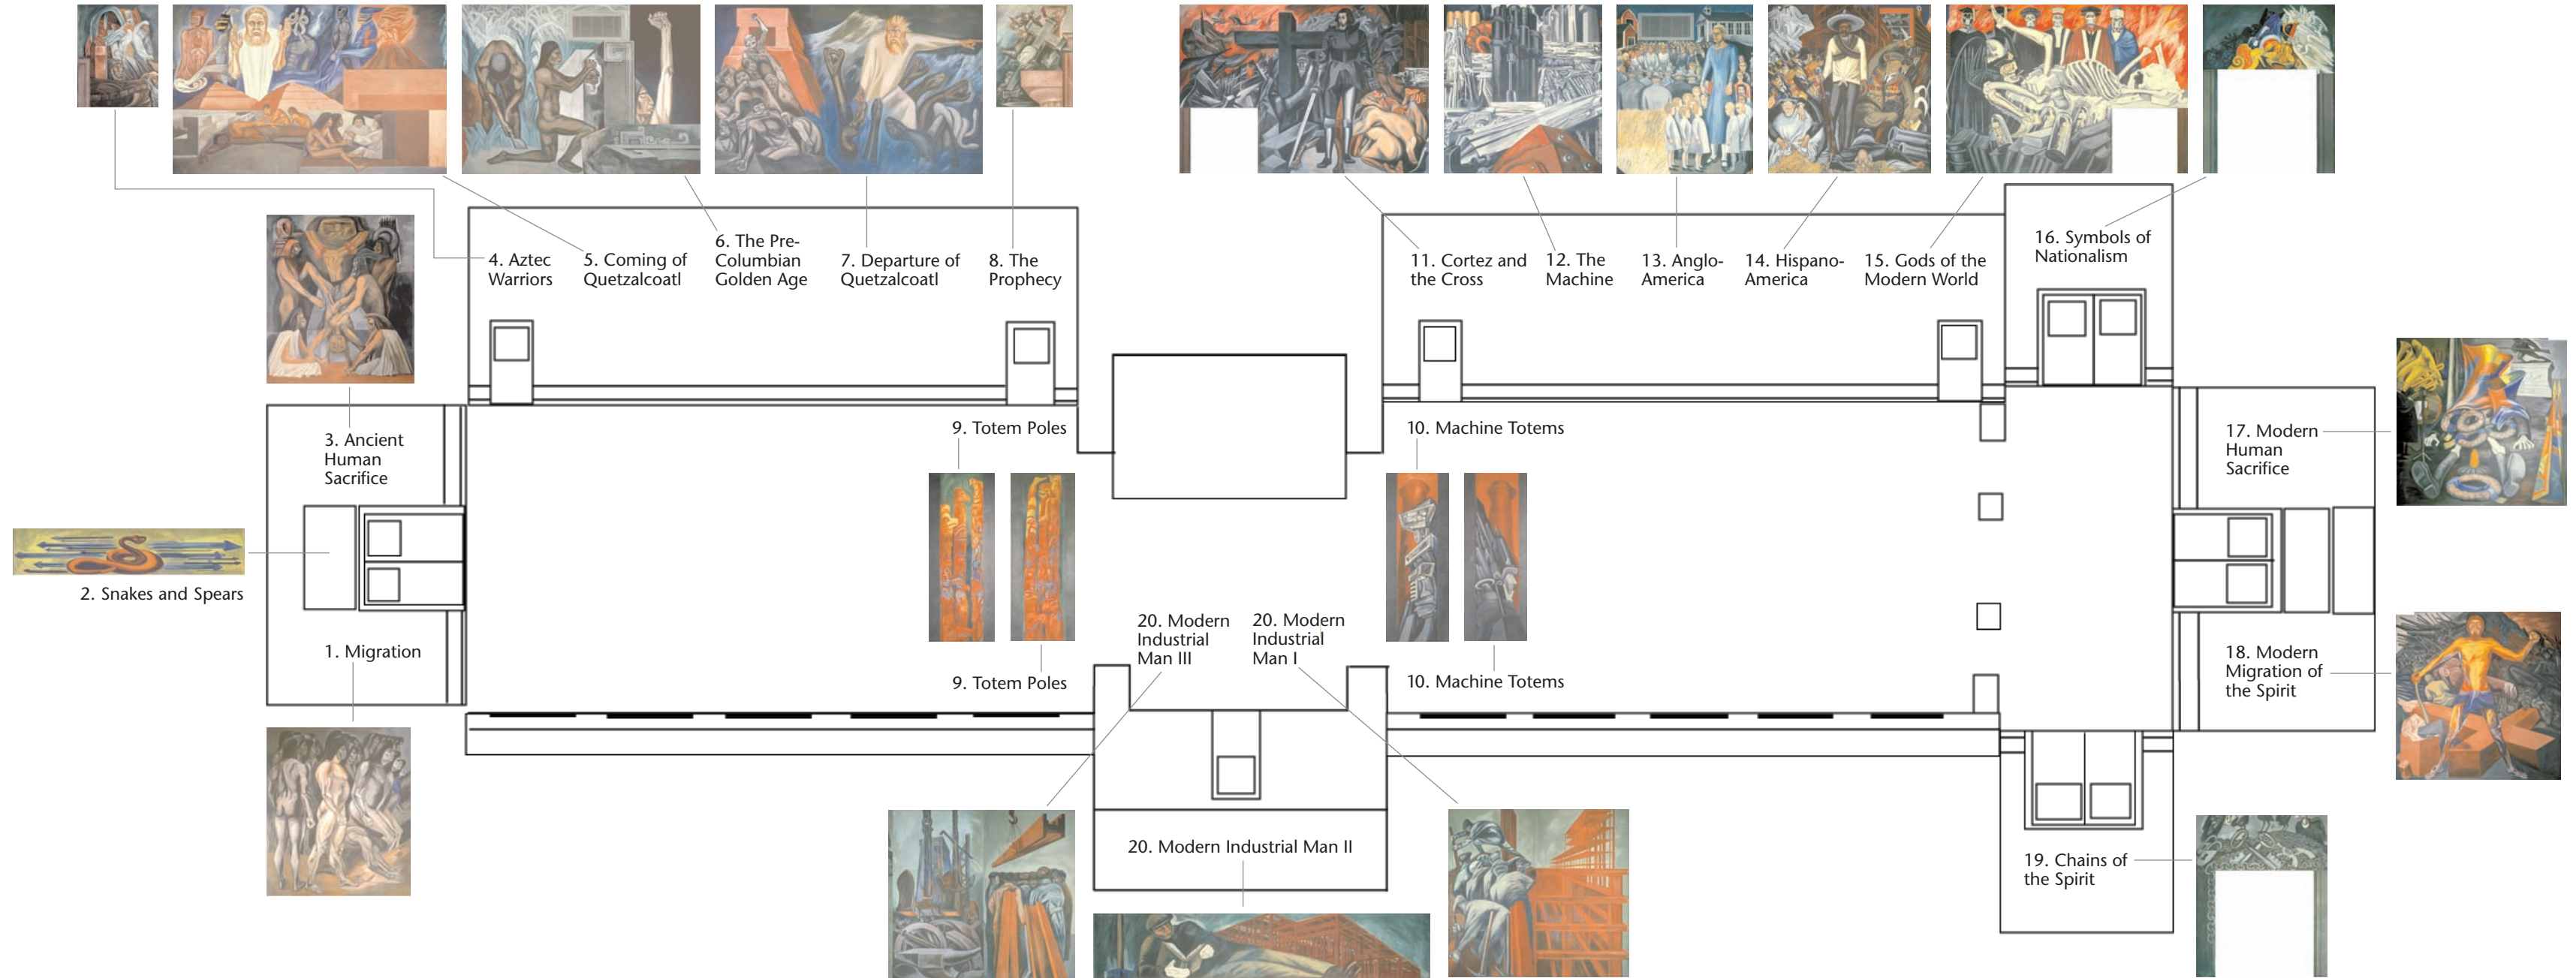 4. Aztec
Warriors
5. Coming of
Quetzalcoatl
6. The Pre-
Columbian
Golden Age
7. Departure of
Quetzalcoatl
8. The
Prophecy
11. Cortez and
the Cross
12. The
Machine
13. Anglo-
America
14. Hispano-
America
15. Gods of the
Modern World
16. Symbols of
Nationalism
3. Ancient
Human
Sacrifice
9. Totem Poles
10. Machine Totems
17. Modern
Human
Sacrifice
2. Snakes and Spears
1. Migration
20. Modern
Industrial
Man III
20. Modern
Industrial
Man I
9. Totem Poles
10. Machine Totems
18. Modern
Migration of
the Spirit
20. Modern Industrial Man II
19. Chains of
the Spirit